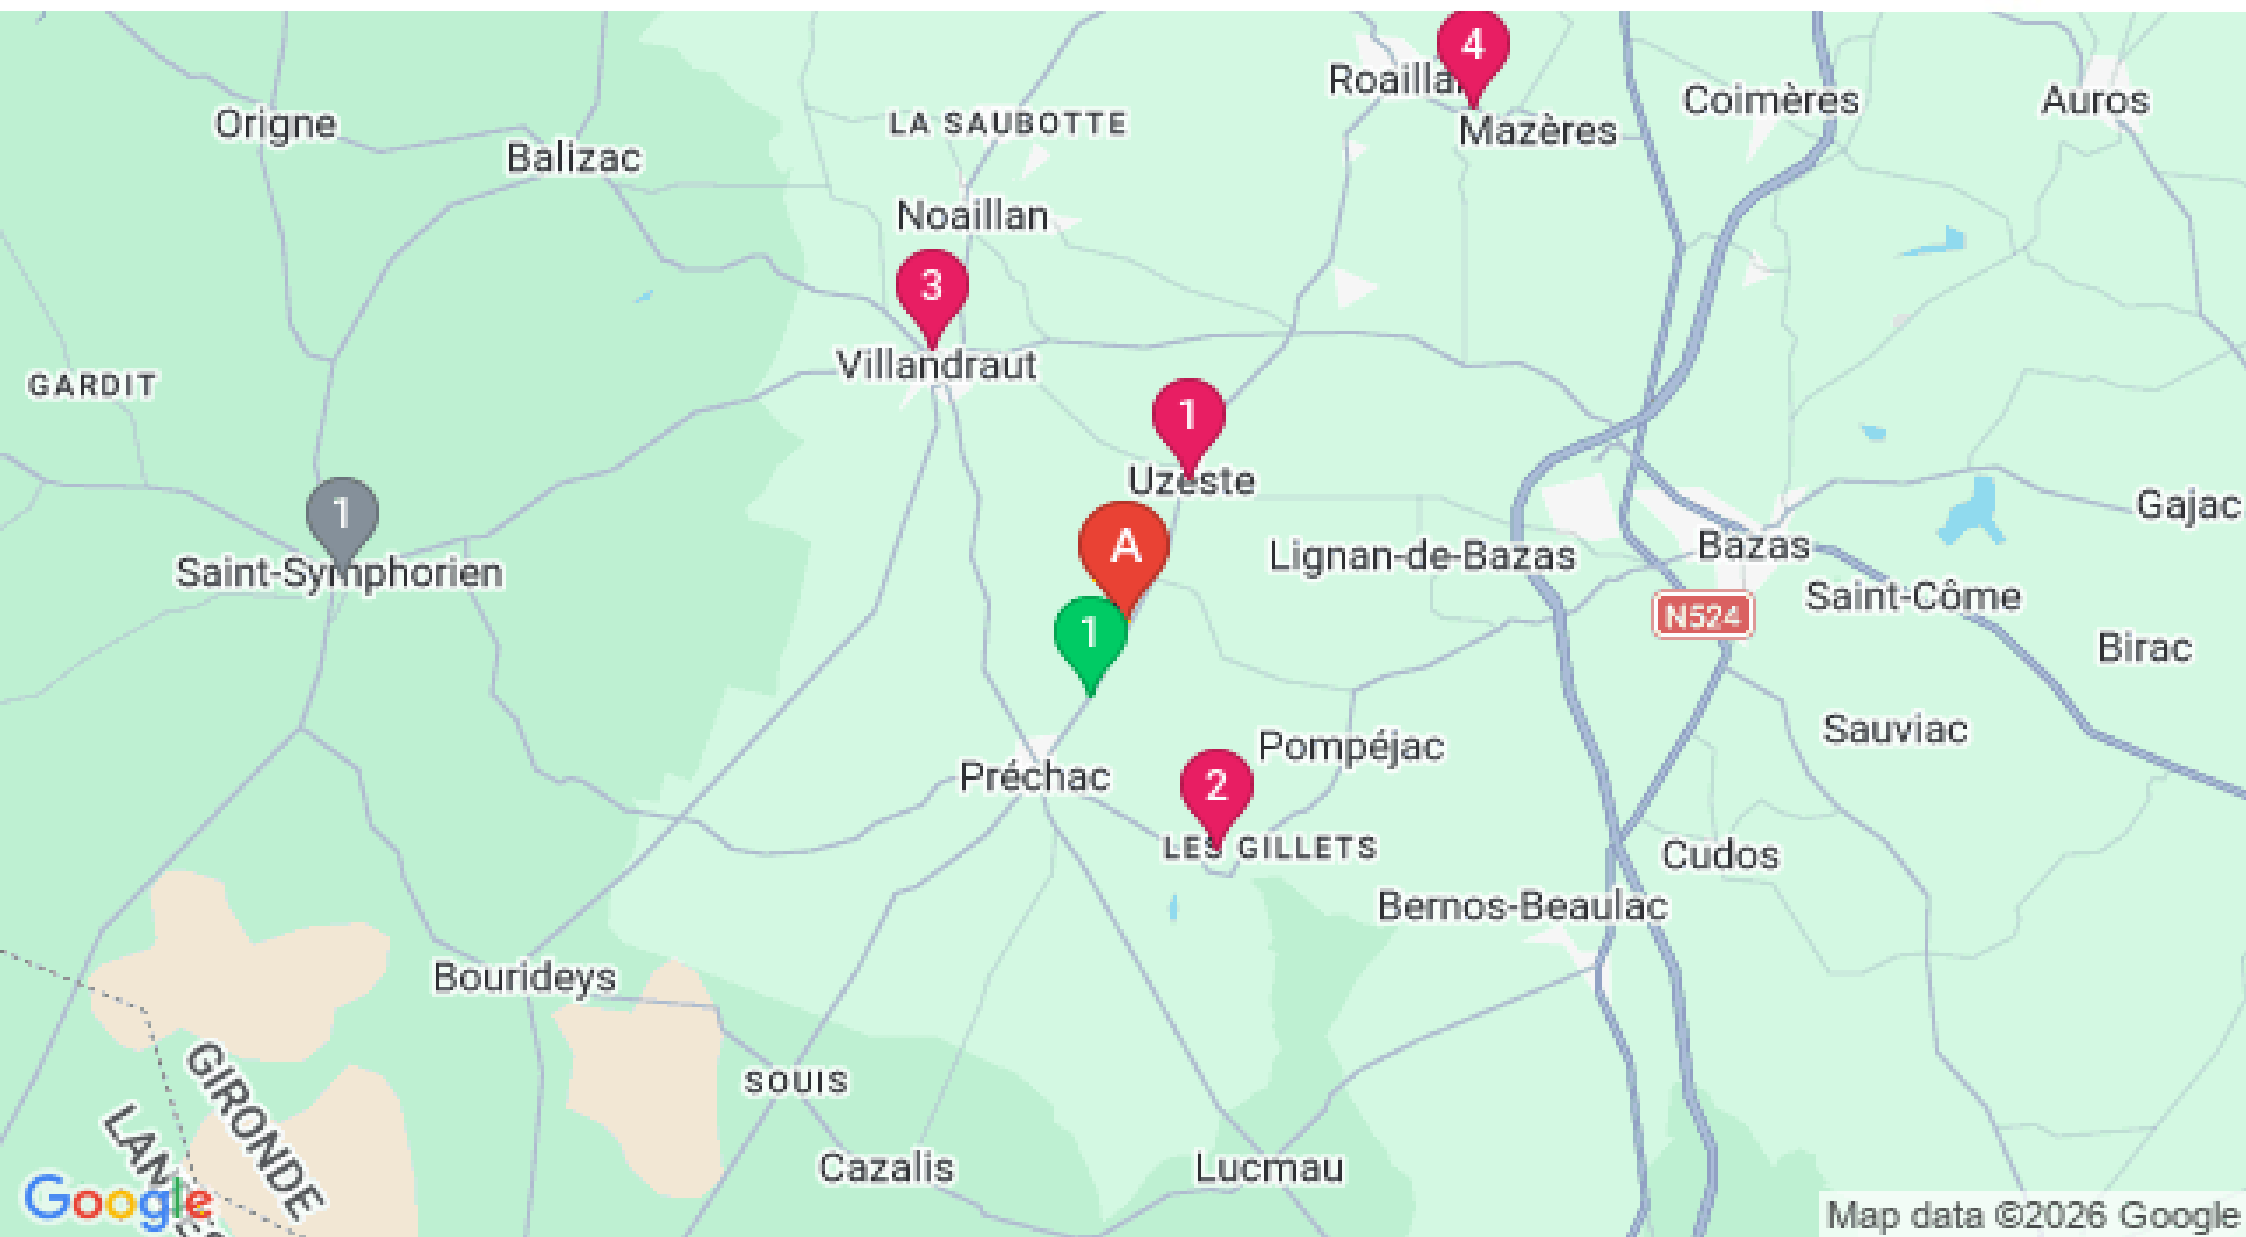 4
Roailla
Coimères
Auros
Origne
LA SAUBOTTE
Mazères
Balizac
Noaillan
3
Villandraut
GARDIT
1
Uzeste
1
Gajac
A
Lignan-de-Bazas
Bazas
Saint-Symphorien
Saint-Côme
N524
1
Birac
Sauviac
Pompéjac
Préchac
2
LES GILLETS
Cudos
Bernos-Beaulac
Bourideys
GIRONDE
SOUIS
Cazalis
Lucmau
Google
Map data ©2026 Google